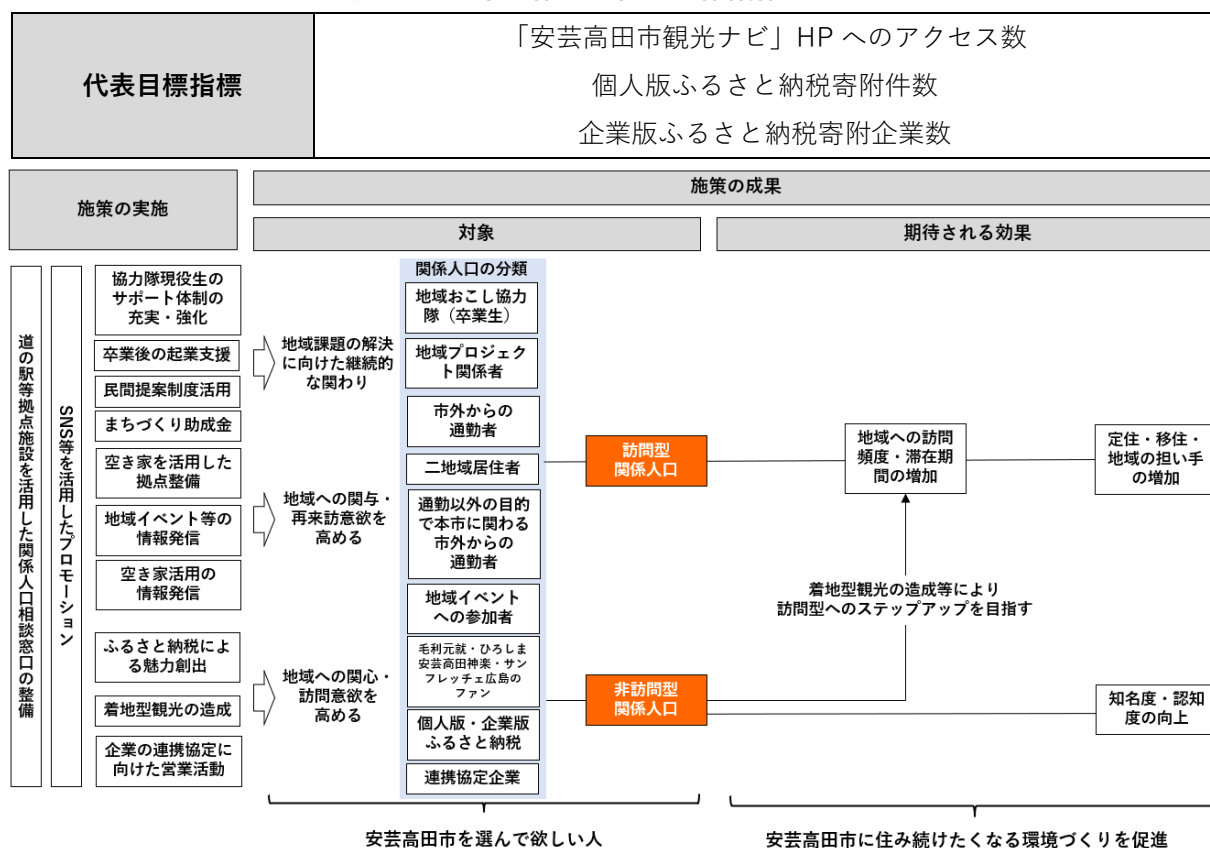 代表目標指標
「安芸高田市観光ナビ」HP へのアクセス数
個人版ふるさと納税寄附件数
企業版ふるさと納税寄附企業数
施策の実施
施策の成果
対象
期待される効果
道の駅等拠点施設を活用した関係人口相談窓口の整備
SNS等を活用したプロモーション
協力隊現役生の
サポート体制の
充実・強化
卒業後の起業支援
民間提案制度活用
まちづくり助成金
空き家を活用した
拠点整備
地域イベント等の
情報発信
空き家活用の
情報発信
ふるさと納税によ
る魅力創出
着地型観光の造成
企業の連携協定に
向けた営業活動
地域課題の解決
に向けた継続的
な関わり
地域への関与・
再来訪意欲を
高める
地域への関心・
訪問意欲を
高める
関係人口の分類
地域おこし協力
隊（卒業生）
地域プロジェク
ト関係者
市外からの
通勤者
二地域居住者
通勤以外の目的
で本市に関わる
市外からの
通勤者
地域イベント
への参加者
毛利元就・ひろしま
安芸高田神楽・サン
フレッチェ広島の
ファン
個人版・企業版
ふるさと納税
連携協定企業
訪問型
関係人口
非訪問型
関係人口
地域への訪問
頻度・滞在期
間の増加
定住・移住・
地域の担い手
の増加
着地型観光の造成等により
訪問型へのステップアップを目指す
知名度・認知
度の向上
安芸高田市を選んで欲しい人
安芸高田市に住み続けたくなる環境づくりを促進